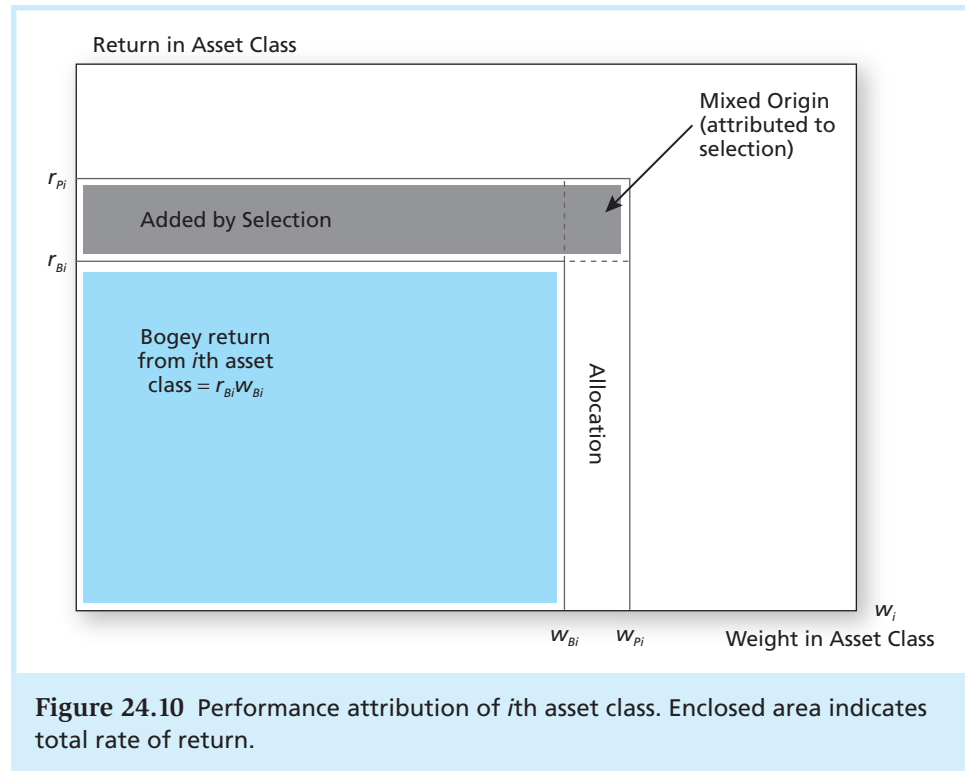 Return in Asset Class
Mixed Origin
(attributed to
selection)
r_Pi
Added by Selection
r_Bi
Bogey return
from ith asset
class = r_Bi w_Bi
Allocation
w_i
w_Bi
w_Pi
Weight in Asset Class
Figure 24.10 Performance attribution of ith asset class. Enclosed area indicates
total rate of return.